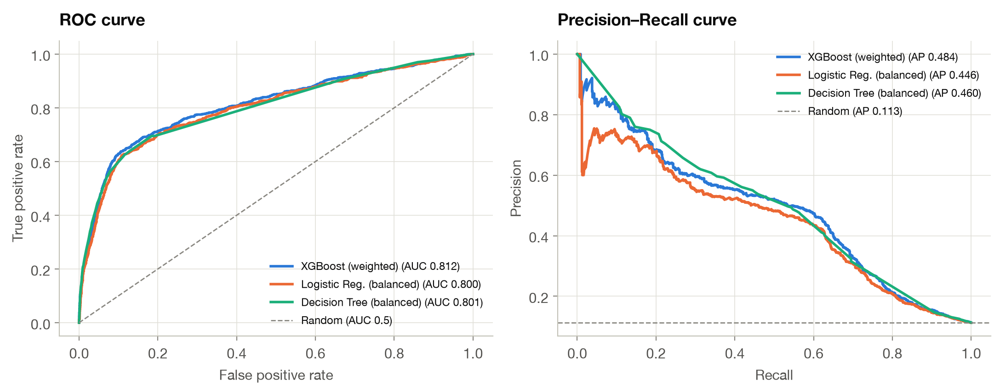 ROC curve
1.0
0.8
0.6
0.4
0.2
0.0
True positive rate
XGBoost (weighted) (AUC 0.812)
Logistic Reg. (balanced) (AUC 0.800)
Decision Tree (balanced) (AUC 0.801)
Random (AUC 0.5)
0.0 0.2 0.4 0.6 0.8 1.0
False positive rate
Precision–Recall curve
XGBoost (weighted) (AP 0.484)
Logistic Reg. (balanced) (AP 0.446)
Decision Tree (balanced) (AP 0.460)
Random (AP 0.113)
1.0
0.8
0.6
0.4
0.2
Precision
0.0 0.2 0.4 0.6 0.8 1.0
Recall